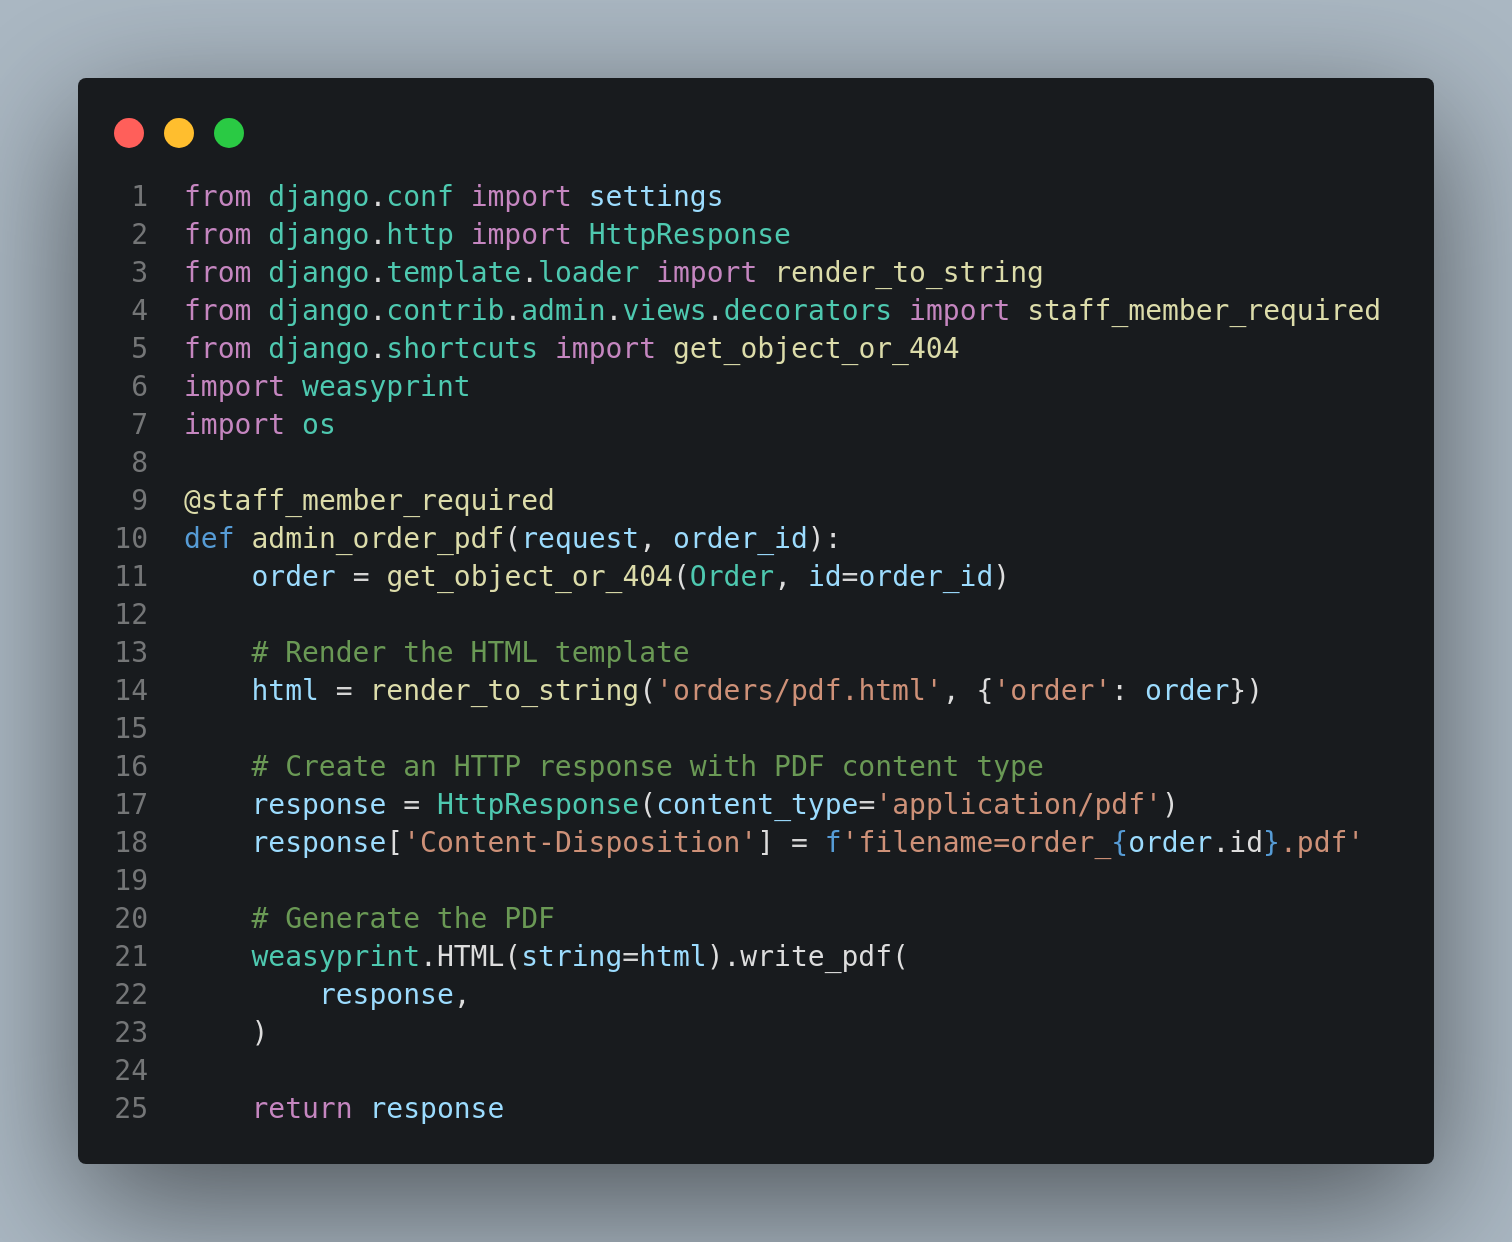 1 from django.conf import settings
2 from django.http import HttpResponse
3 from django.template.loader import render_to_string
4 from django.contrib.admin.views.decorators import staff_member_required
5 from django.shortcuts import get_object_or_404
6 import weasyprint
7 import os
8
9 @staff_member_required
10 def admin_order_pdf(request, order_id):
11     order = get_object_or_404(Order, id=order_id)
12
13     # Render the HTML template
14     html = render_to_string('orders/pdf.html', {'order': order})
15
16     # Create an HTTP response with PDF content type
17     response = HttpResponse(content_type='application/pdf')
18     response['Content-Disposition'] = f'filename=order_{order.id}.pdf'
19
20     # Generate the PDF
21     weasyprint.HTML(string=html).write_pdf(
22         response,
23     )
24
25     return response